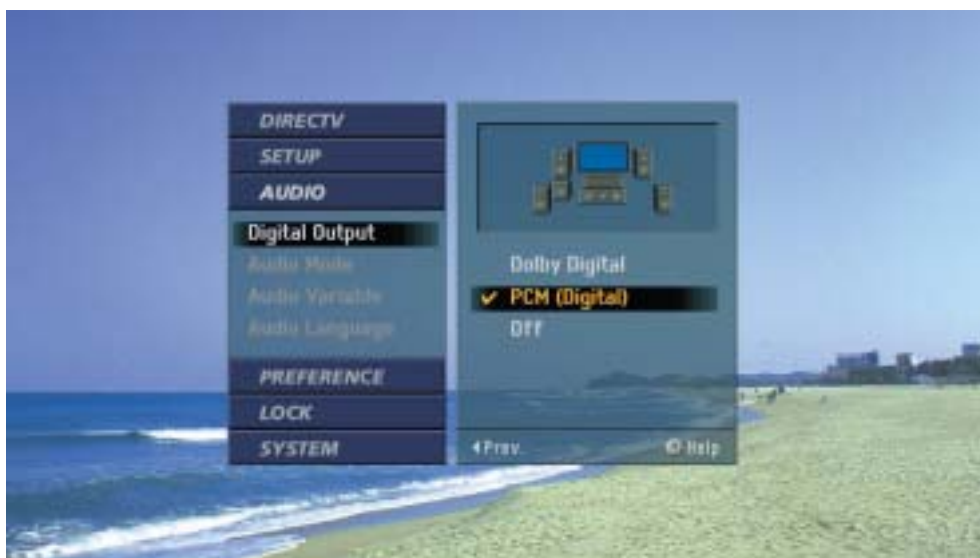 DIRECTV
SETUP
AUDIO
Digital Output
Audio Mode
Audio Variable
Audio Language
PREFERENCE
LOCK
SYSTEM
Dolby Digital
✔ PCM (Digital)
Off
Prev.
Help